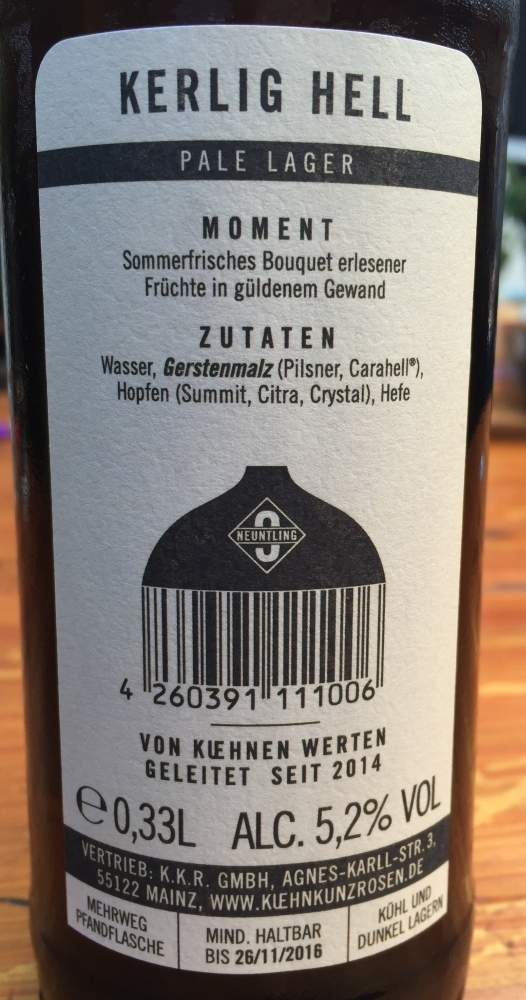 KERLIG HELL
PALE LAGER
MOMENT
Sommerfrisches Bouquet erlesener
Früchte in güldenem Gewand
ZUTATEN
Wasser, Gerstenmalz (Pilsner, Carahell®),
Hopfen (Summit, Citra, Crystal), Hefe
9
NEUNTLING
4 260391 111006
VON KŒHNEN WERTEN
GELEITET SEIT 2014
℮ 0,33L ALC. 5,2% VOL
VERTRIEB: K.K.R. GMBH, AGNES-KARLL-STR. 3,
55122 MAINZ, WWW.KUEHNKUNZROSEN.DE
MEHRWEG
PFANDFLASCHE
MIND. HALTBAR
BIS 26/11/2016
KÜHL UND
DUNKEL LAGERN